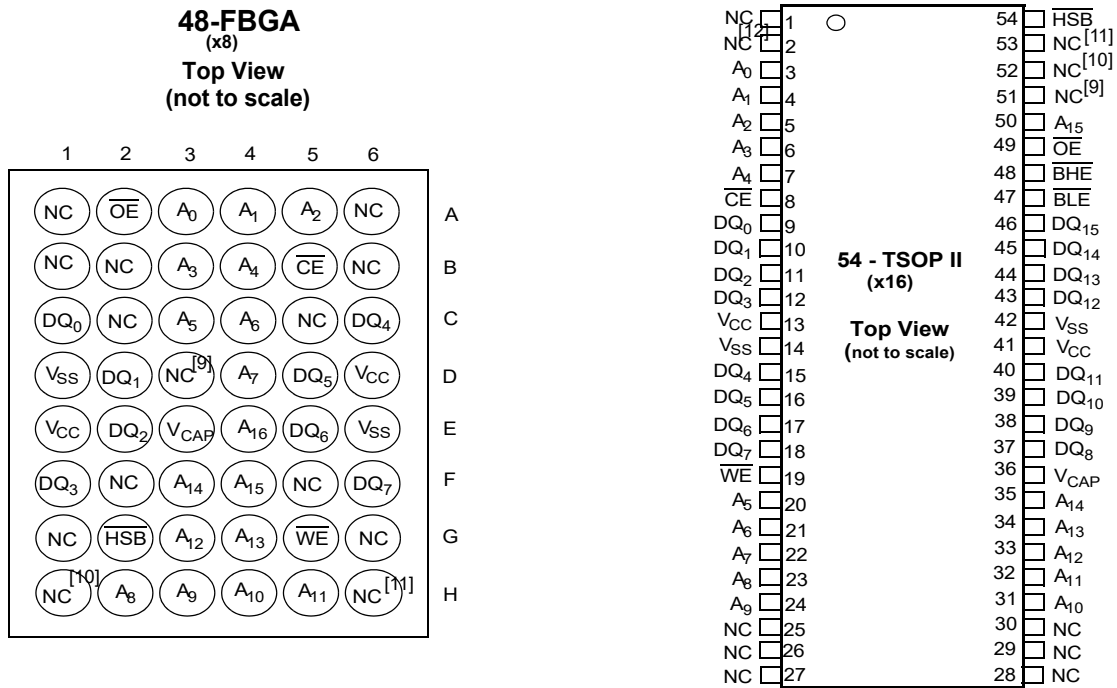 48-FBGA
(x8)
Top View
(not to scale)
1 2 3 4 5 6
NC OE A0 A1 A2 NC A
NC NC A3 A4 CE NC B
DQ0 NC A5 A6 NC DQ4 C
VSS DQ1 NC[9] A7 DQ5 VCC D
VCC DQ2 VCAP A16 DQ6 VSS E
DQ3 NC A14 A15 NC DQ7 F
NC HSB A12 A13 WE NC G
NC[10] A8 A9 A10 A11 NC[11] H
NC 1 54 HSB
[12]
NC 2 53 NC[11]
A0 3 52 NC[10]
A1 4 51 NC[9]
A2 5 50 A15
A3 6 49 OE
A4 7 48 BHE
CE 8 47 BLE
DQ0 9 46 DQ15
DQ1 10 45 DQ14
DQ2 11 44 DQ13
DQ3 12 43 DQ12
VCC 13 42 VSS
VSS 14 41 VCC
DQ4 15 40 DQ11
DQ5 16 39 DQ10
DQ6 17 38 DQ9
DQ7 18 37 DQ8
WE 19 36 VCAP
A5 20 35 A14
A6 21 34 A13
A7 22 33 A12
A8 23 32 A11
A9 24 31 A10
NC 25 30 NC
NC 26 29 NC
NC 27 28 NC
54 - TSOP II
(x16)
Top View
(not to scale)